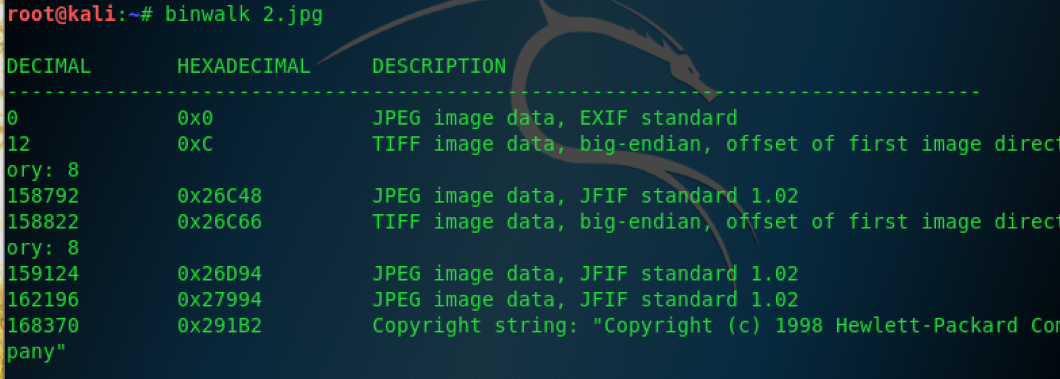 root@kali:~# binwalk 2.jpg
DECIMAL HEXADECIMAL DESCRIPTION
--------------------------------------------------------------------------------
0 0x0 JPEG image data, EXIF standard
12 0xC TIFF image data, big-endian, offset of first image direct
ory: 8
158792 0x26C48 JPEG image data, JFIF standard 1.02
158822 0x26C66 TIFF image data, big-endian, offset of first image direct
ory: 8
159124 0x26D94 JPEG image data, JFIF standard 1.02
162196 0x27994 JPEG image data, JFIF standard 1.02
168370 0x291B2 Copyright string: "Copyright (c) 1998 Hewlett-Packard Com
pany"